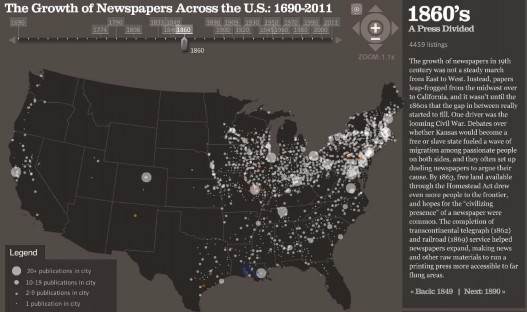 The Growth of Newspapers Across the U.S.: 1690-2011
1860
ZOOM: 1.1x
Legend
20+ publications in city
10-19 publications in city
2-9 publications in city
1 publication in city
1860's
A Press Divided
4459 listings
The growth of newspapers in 19th
century was not a steady march
from East to West. Instead, papers
leap-frogged from the midwest over
to California, and it wasn't until the
1860s that the gap in between really
started to fill. One driver was the
looming Civil War. Debates over
whether Kansas would become a
free or slave state fueled a wave of
migration among passionate people
on both sides, and they often set up
dueling newspapers to argue their
cause. By 1863, free land available
through the Homestead Act drew
even more people to the frontier,
and hopes for the "civilizing
presence" of a newspaper were
common. The completion of
transcontinental telegraph (1862)
and railroad (1869) service helped
newspapers expand, making news
and other raw materials to run a
printing press more accessible to far
flung areas.
« Back: 1849 | Next: 1890 »